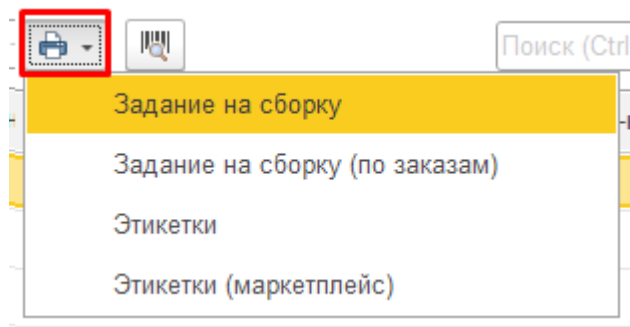 Поиск (Ctrl
Задание на сборку
Задание на сборку (по заказам)
Этикетки
Этикетки (маркетплейс)